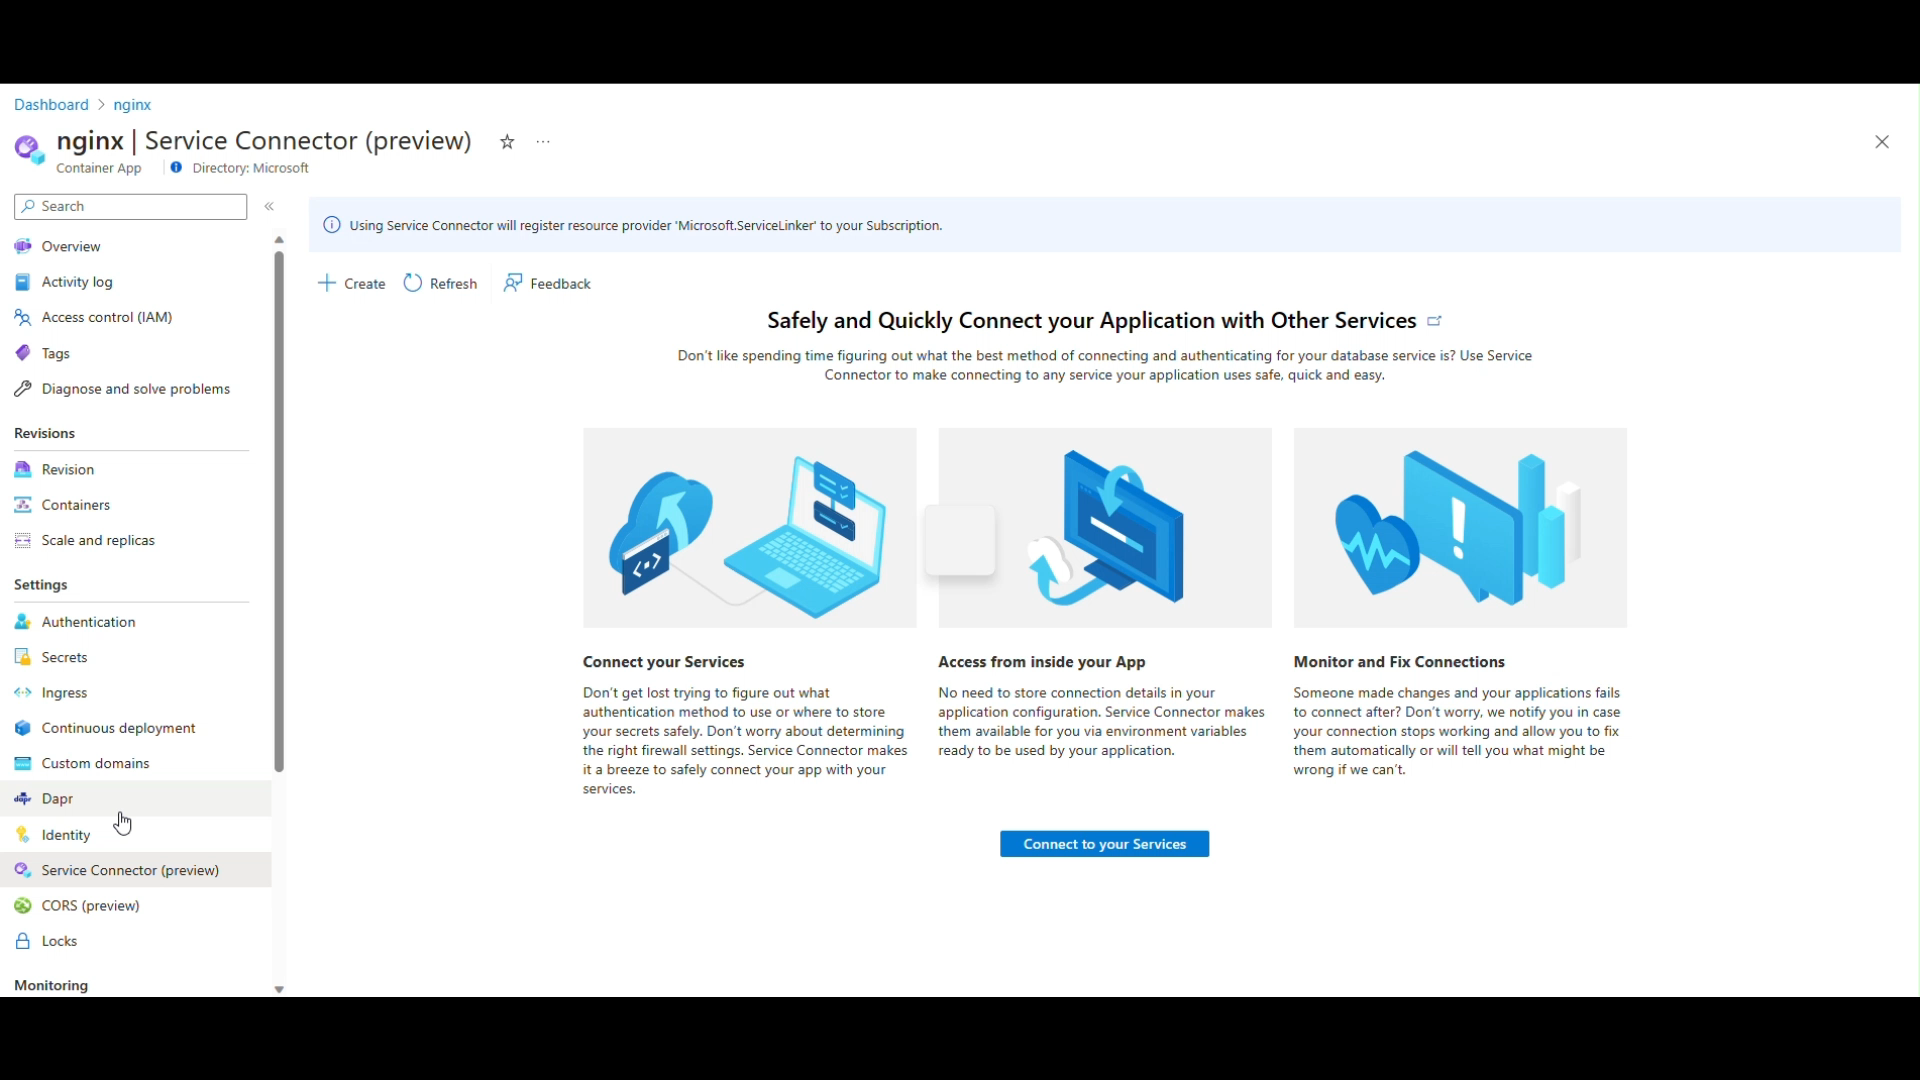 Dashboard > nginx
nginx | Service Connector (preview)
Container App
Directory: Microsoft
Search
Overview
Activity log
Access control (IAM)
Tags
Diagnose and solve problems
Revisions
Revision
Containers
Scale and replicas
Settings
Authentication
Secrets
Ingress
Continuous deployment
Custom domains
dapr Dapr
Identity
Service Connector (preview)
CORS (preview)
Locks
Monitoring
Using Service Connector will register resource provider 'Microsoft.ServiceLinker' to your Subscription.
Create Refresh Feedback
Safely and Quickly Connect your Application with Other Services
Don't like spending time figuring out what the best method of connecting and authenticating for your database service is? Use Service
Connector to make connecting to any service your application uses safe, quick and easy.
Connect your Services
Don't get lost trying to figure out what
authentication method to use or where to store
your secrets safely. Don't worry about determining
the right firewall settings. Service Connector makes
it a breeze to safely connect your app with your
services.
Access from inside your App
No need to store connection details in your
application configuration. Service Connector makes
them available for you via environment variables
ready to be used by your application.
Monitor and Fix Connections
Someone made changes and your applications fails
to connect after? Don't worry, we notify you in case
your connection stops working and allow you to fix
them automatically or will tell you what might be
wrong if we can't.
Connect to your Services